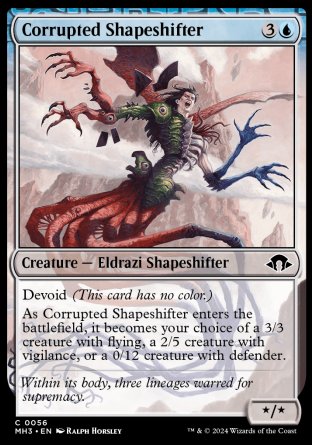 Corrupted Shapeshifter 3
Creature — Eldrazi Shapeshifter
Devoid (This card has no color.)
As Corrupted Shapeshifter enters the
battlefield, it becomes your choice of a 3/3
creature with flying, a 2/5 creature with
vigilance, or a 0/12 creature with defender.
Within its body, three lineages warred for
supremacy.
*/*
C 0056
MH3 • EN RALPH HORSLEY
™ & © 2024 Wizards of the Coast